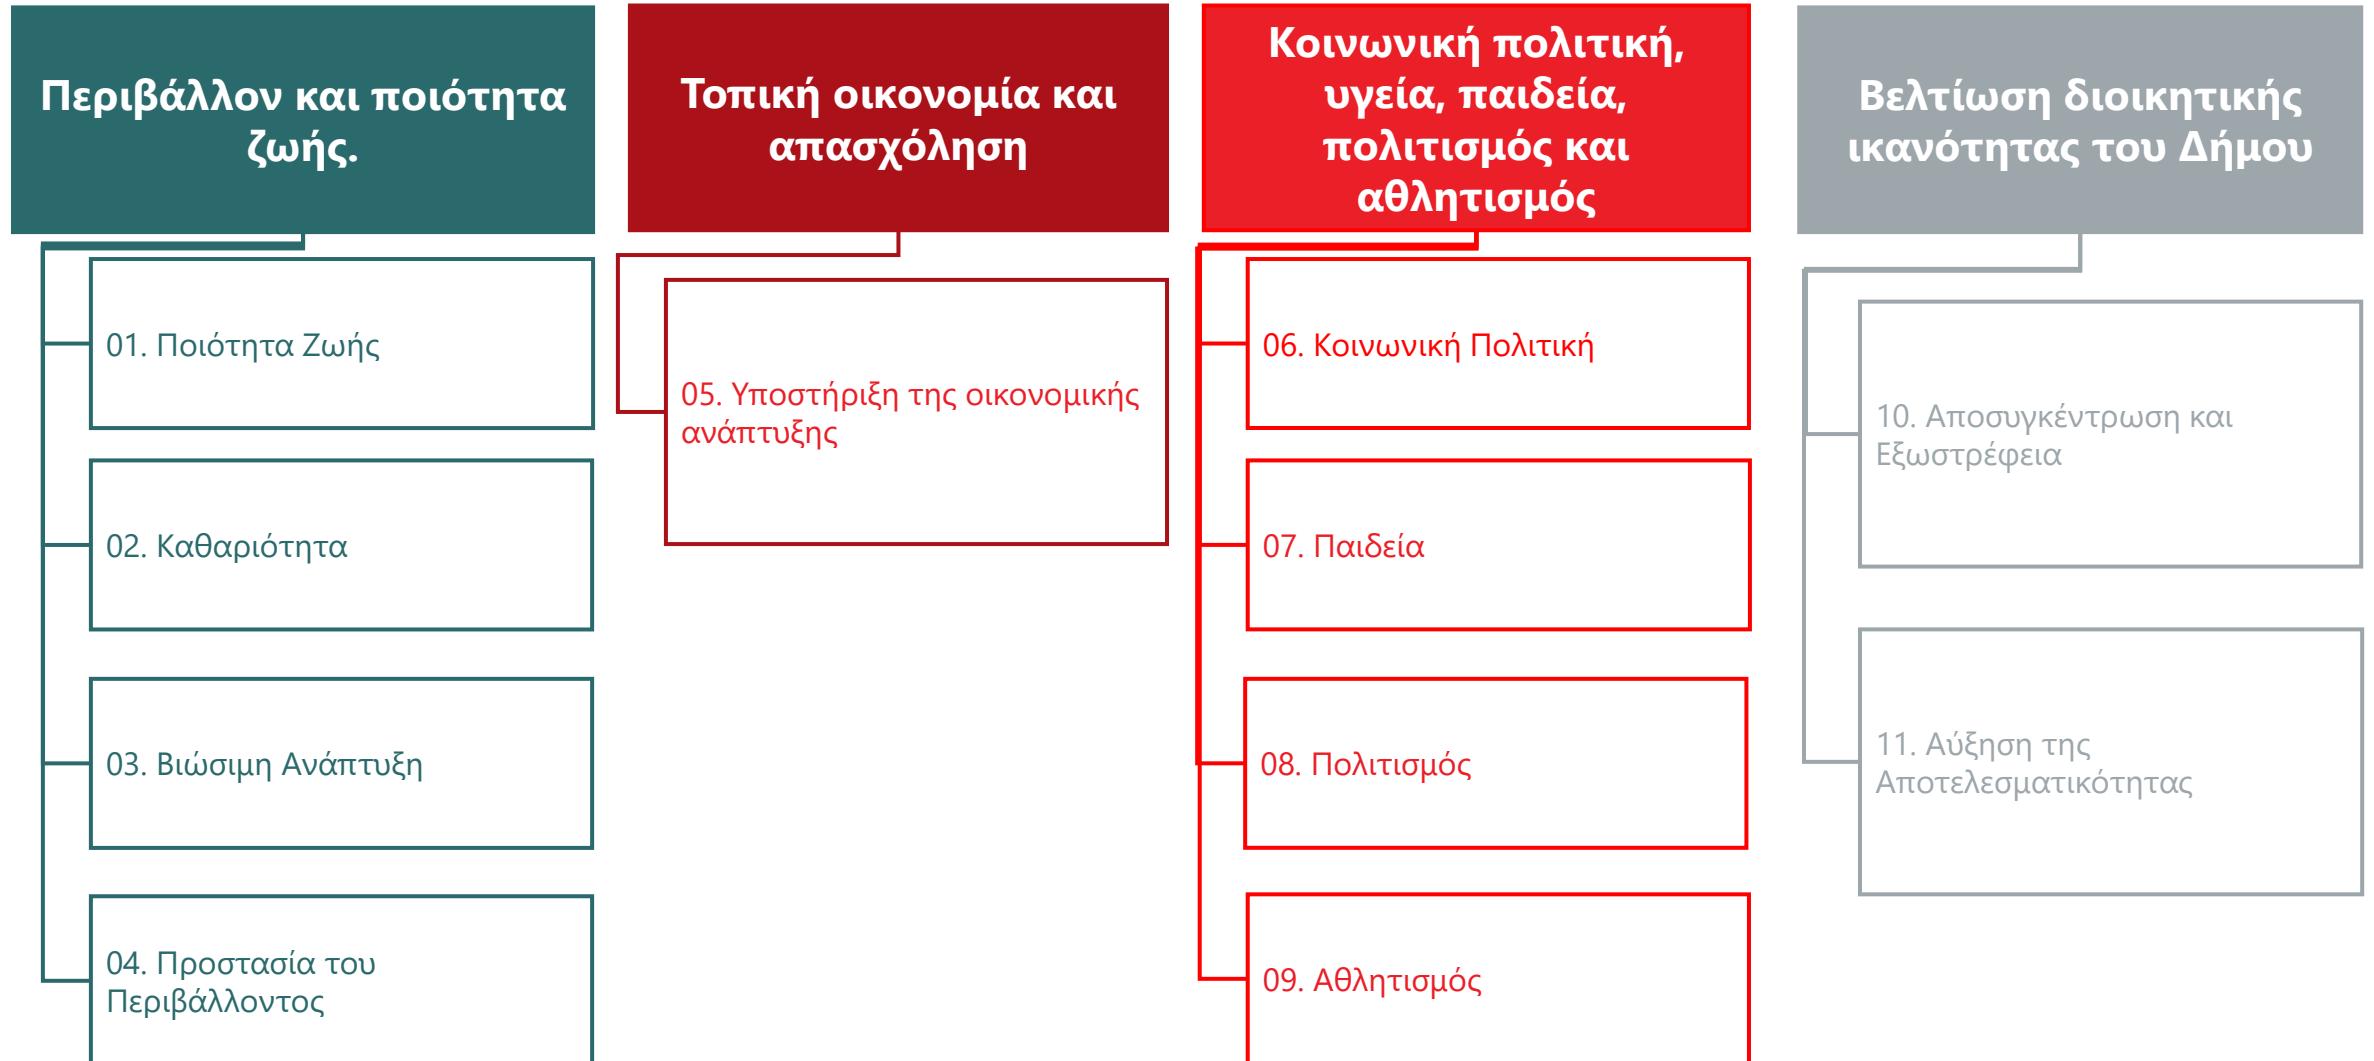 Περιβάλλον και ποιότητα
ζωής.
01. Ποιότητα Ζωής
02. Καθαριότητα
03. Βιώσιμη Ανάπτυξη
04. Προστασία του
Περιβάλλοντος
Τοπική οικονομία και
απασχόληση
05. Υποστήριξη της οικονομικής
ανάπτυξης
Κοινωνική πολιτική,
υγεία, παιδεία,
πολιτισμός και
αθλητισμός
06. Κοινωνική Πολιτική
07. Παιδεία
08. Πολιτισμός
09. Αθλητισμός
Βελτίωση διοικητικής
ικανότητας του Δήμου
10. Αποσυγκέντρωση και
Εξωστρέφεια
11. Αύξηση της
Αποτελεσματικότητας